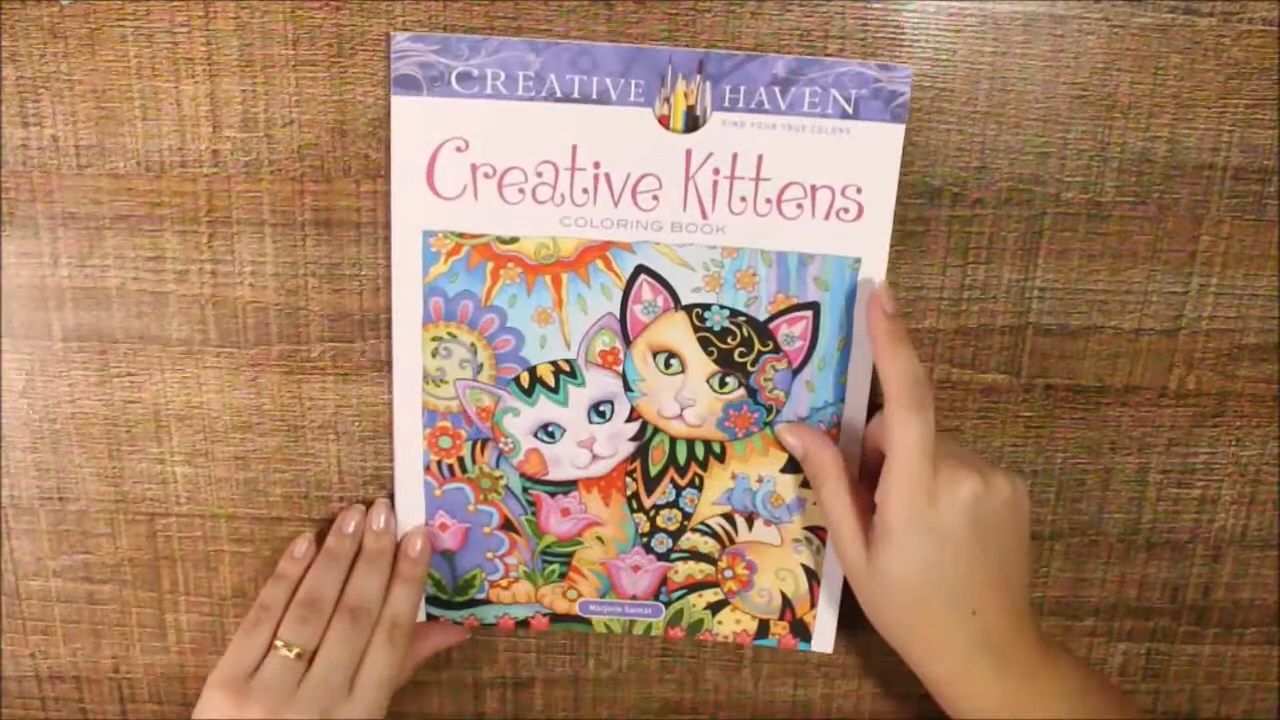 CREATIVE HAVEN
FIND YOUR TRUE COLORS
Creative Kittens
COLORING BOOK
Marjorie Sarnat